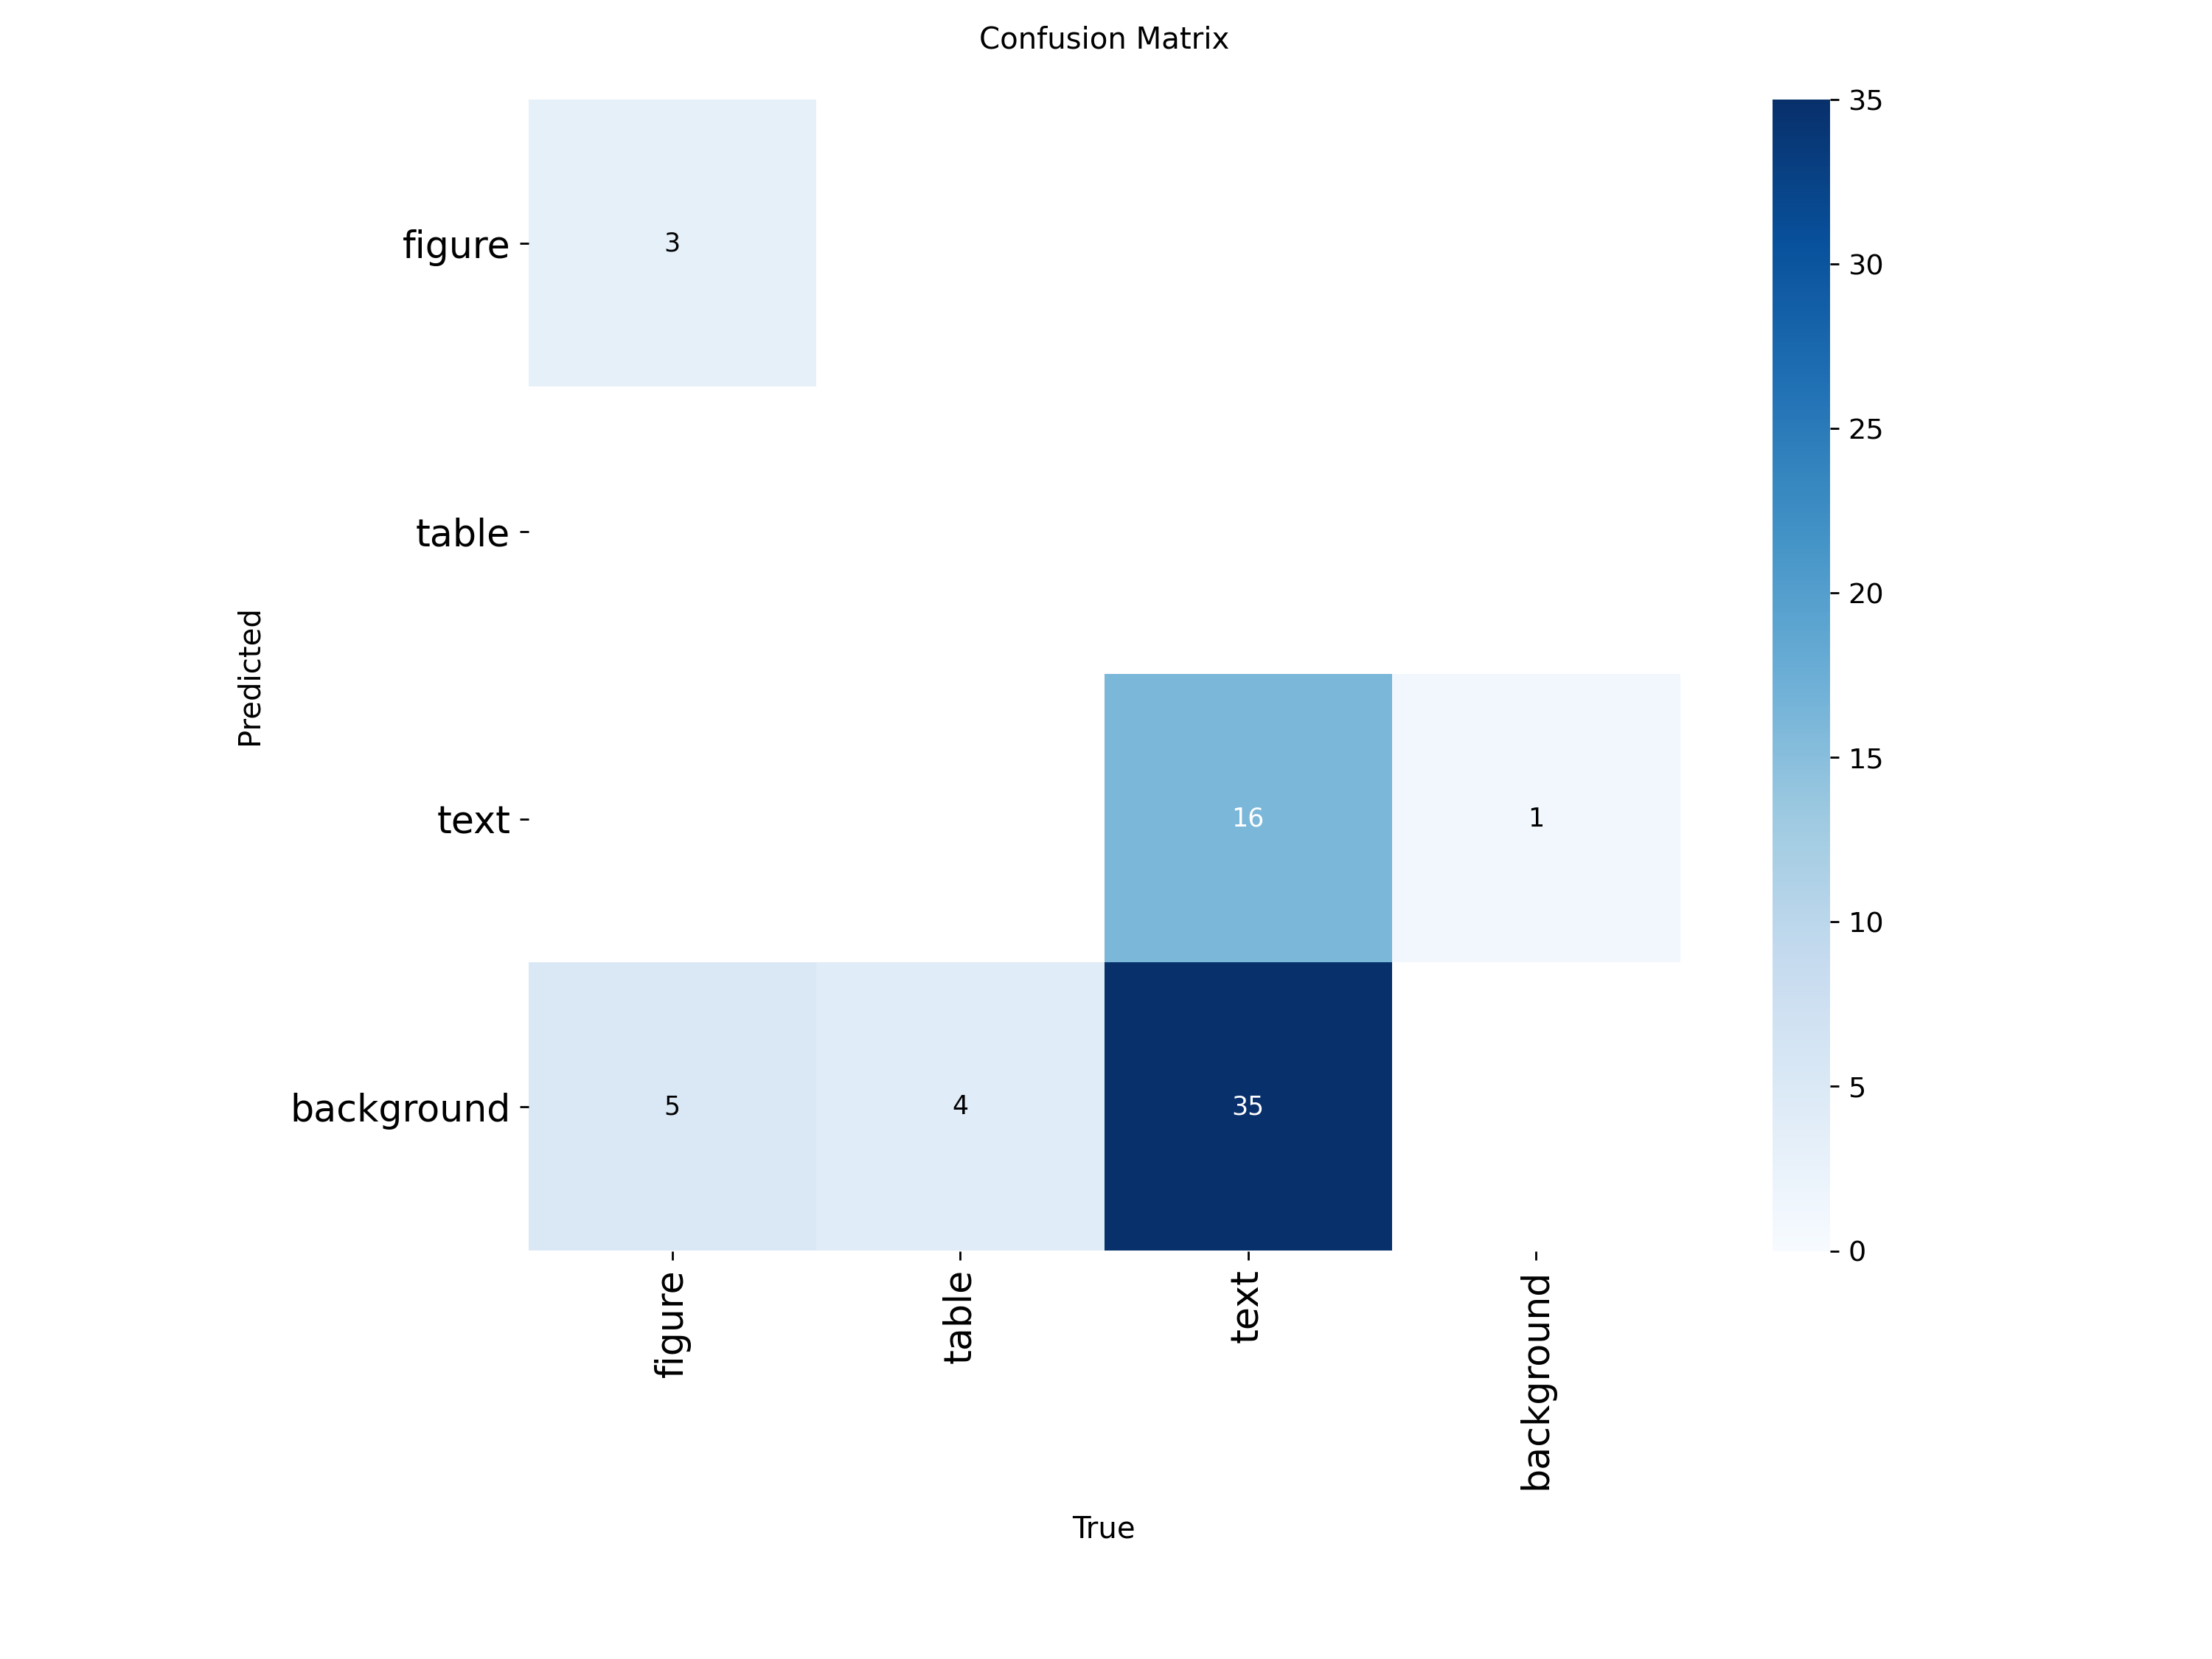 Confusion Matrix
35
30
25
20
15
10
5
0
Predicted
figure
table
text
background
3
16
1
5
4
35
figure
table
text
background
True